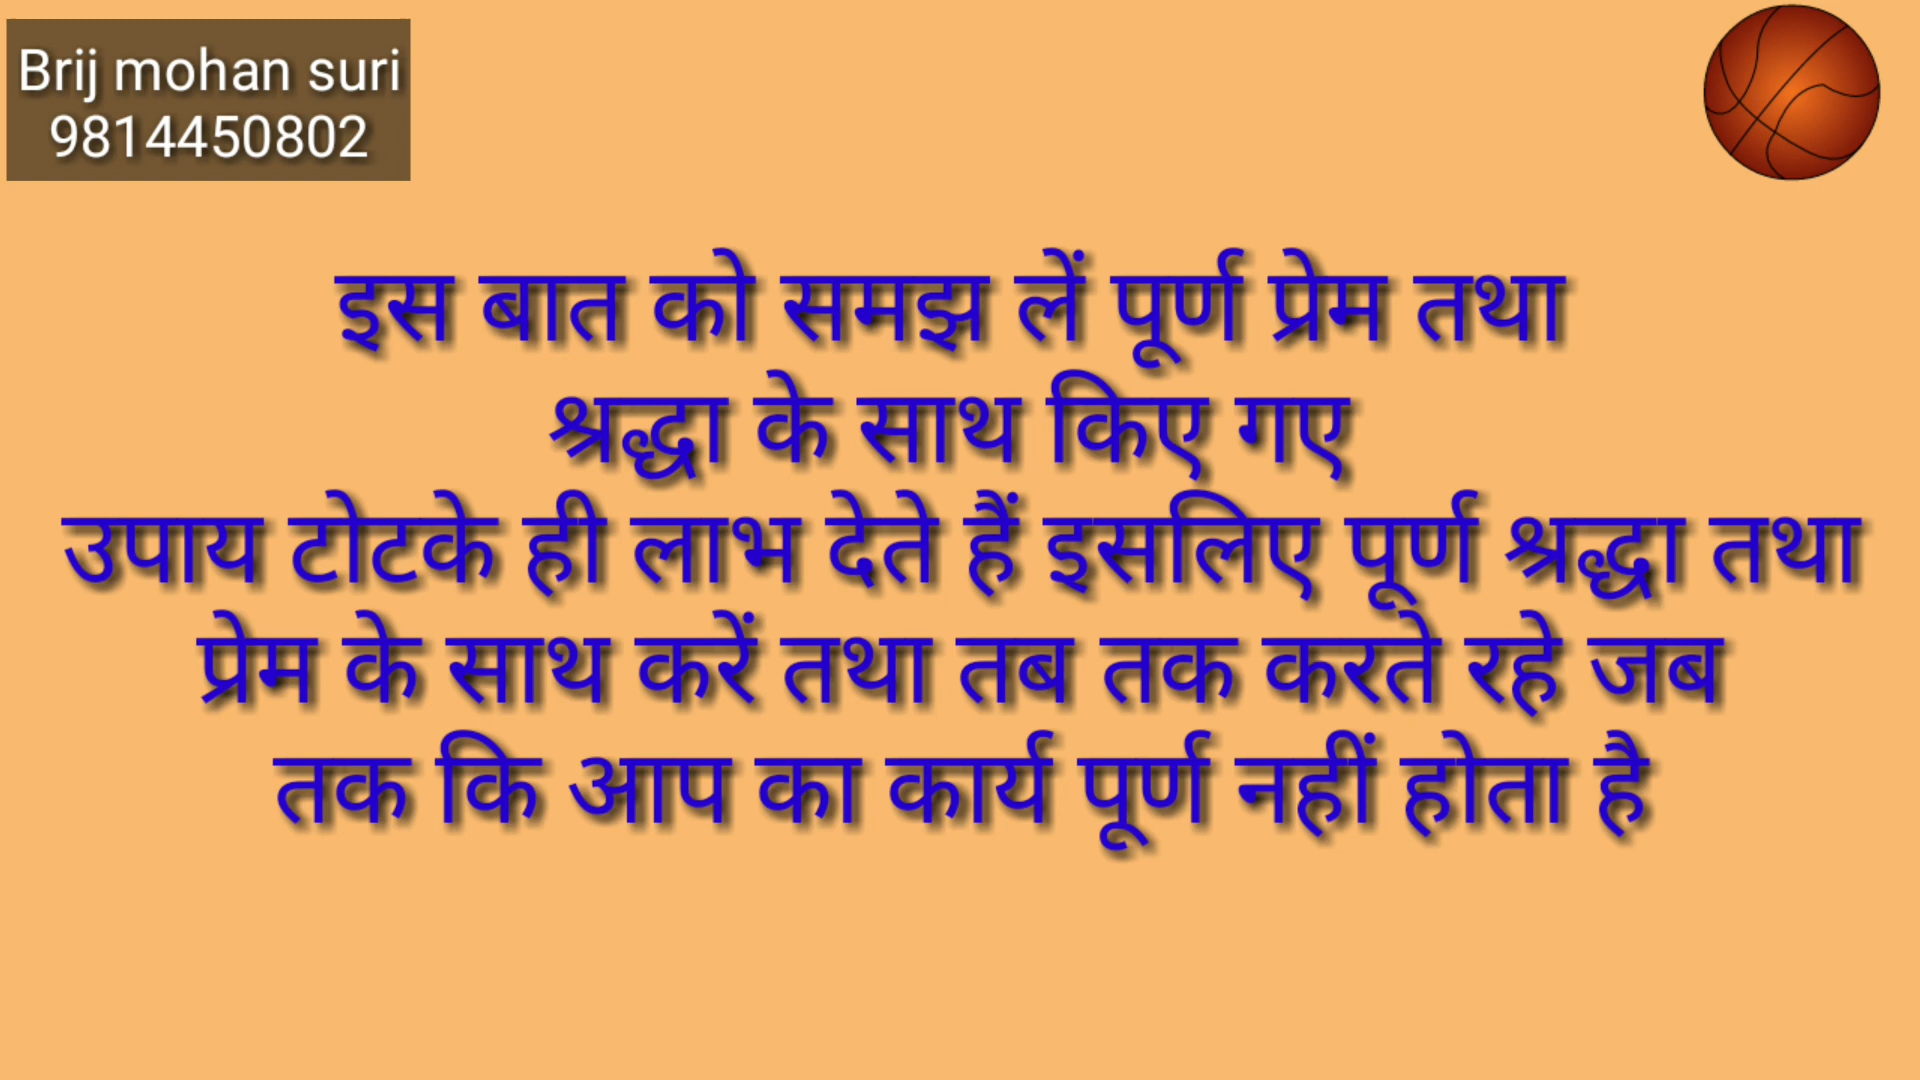 Brij mohan suri
9814450802
इस बात को समझ लें पूर्ण प्रेम तथा
श्रद्धा के साथ किए गए
उपाय टोटके ही लाभ देते हैं इसलिए पूर्ण श्रद्धा तथा
प्रेम के साथ करें तथा तब तक करते रहे जब
तक कि आप का कार्य पूर्ण नहीं होता है